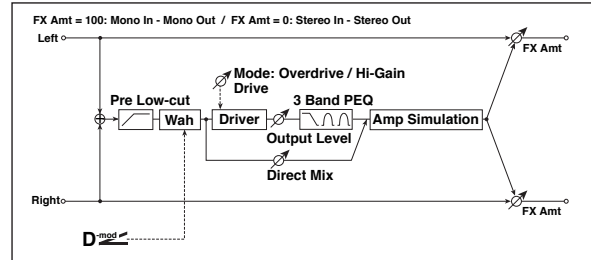 FX Amt = 100: Mono In - Mono Out / FX Amt = 0: Stereo In - Stereo Out
Left
FX Amt
Mode: Overdrive / Hi-Gain
Drive
Pre Low-cut
3 Band PEQ
Wah
Driver
Amp Simulation
Output Level
Direct Mix
Right
FX Amt
D-mod